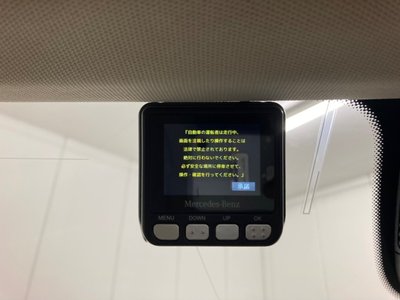 「自動車の運転者は走行中、
画面を注視したり操作することは
法律で禁止されております。
絶対に行わないでください。
必ず安全な場所に停車させて、
操作・確認を行ってください。」
承諾
Mercedes-Benz
MENU DOWN UP OK